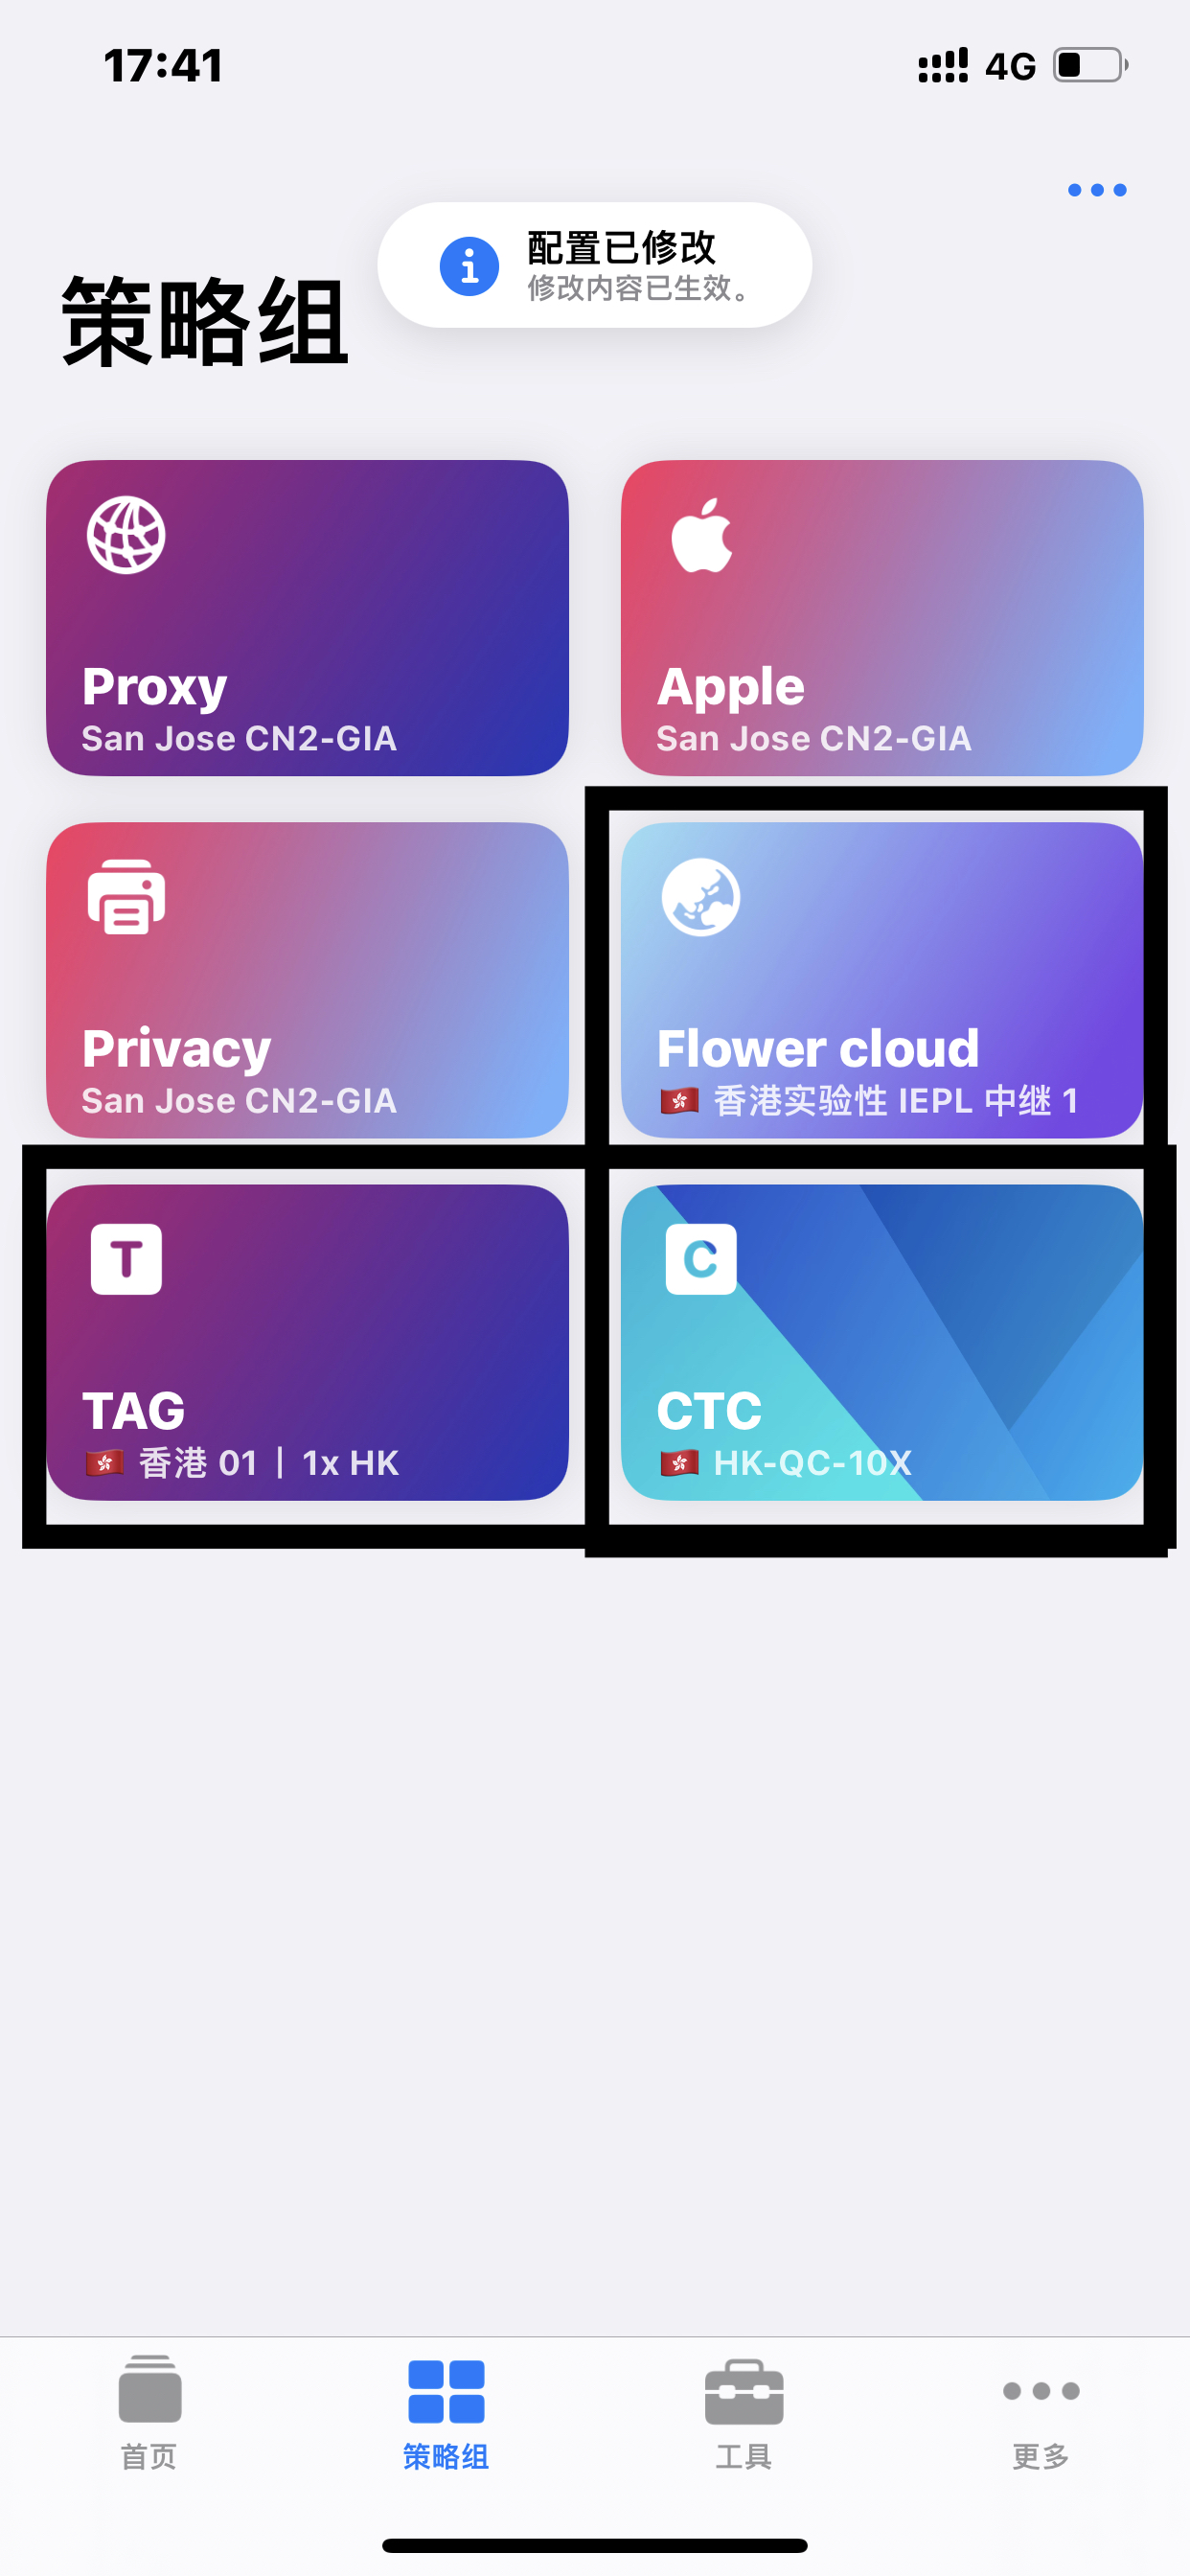 17:41
4G
配置已修改
修改内容已生效。
策略组
Proxy
San Jose CN2-GIA
Apple
San Jose CN2-GIA
Privacy
San Jose CN2-GIA
Flower cloud
🇭🇰 香港实验性 IEPL 中继 1
T
TAG
🇭🇰 香港 01 | 1x HK
C
CTC
🇭🇰 HK-QC-10X
首页
策略组
工具
更多